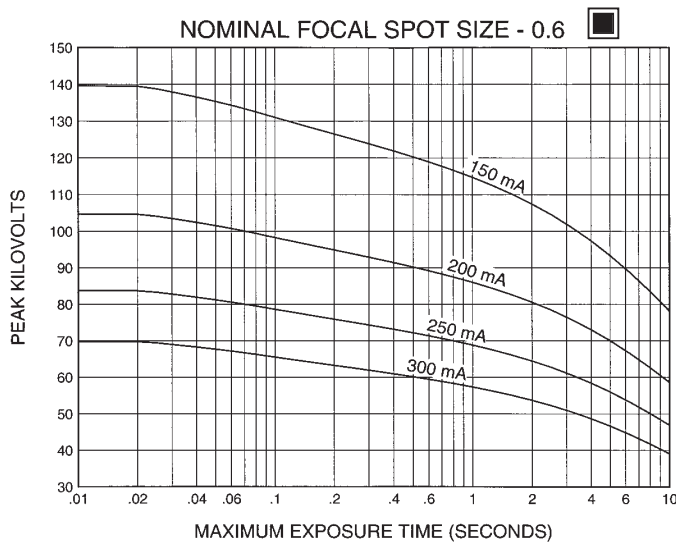 NOMINAL FOCAL SPOT SIZE - 0.6
150
140
130
120
110
100
90
80
70
60
50
40
30
PEAK KILOVOLTS
150 mA
200 mA
250 mA
300 mA
.01 .02 .04 .06 .1 .2 .4 .6 1 2 4 6 10
MAXIMUM EXPOSURE TIME (SECONDS)